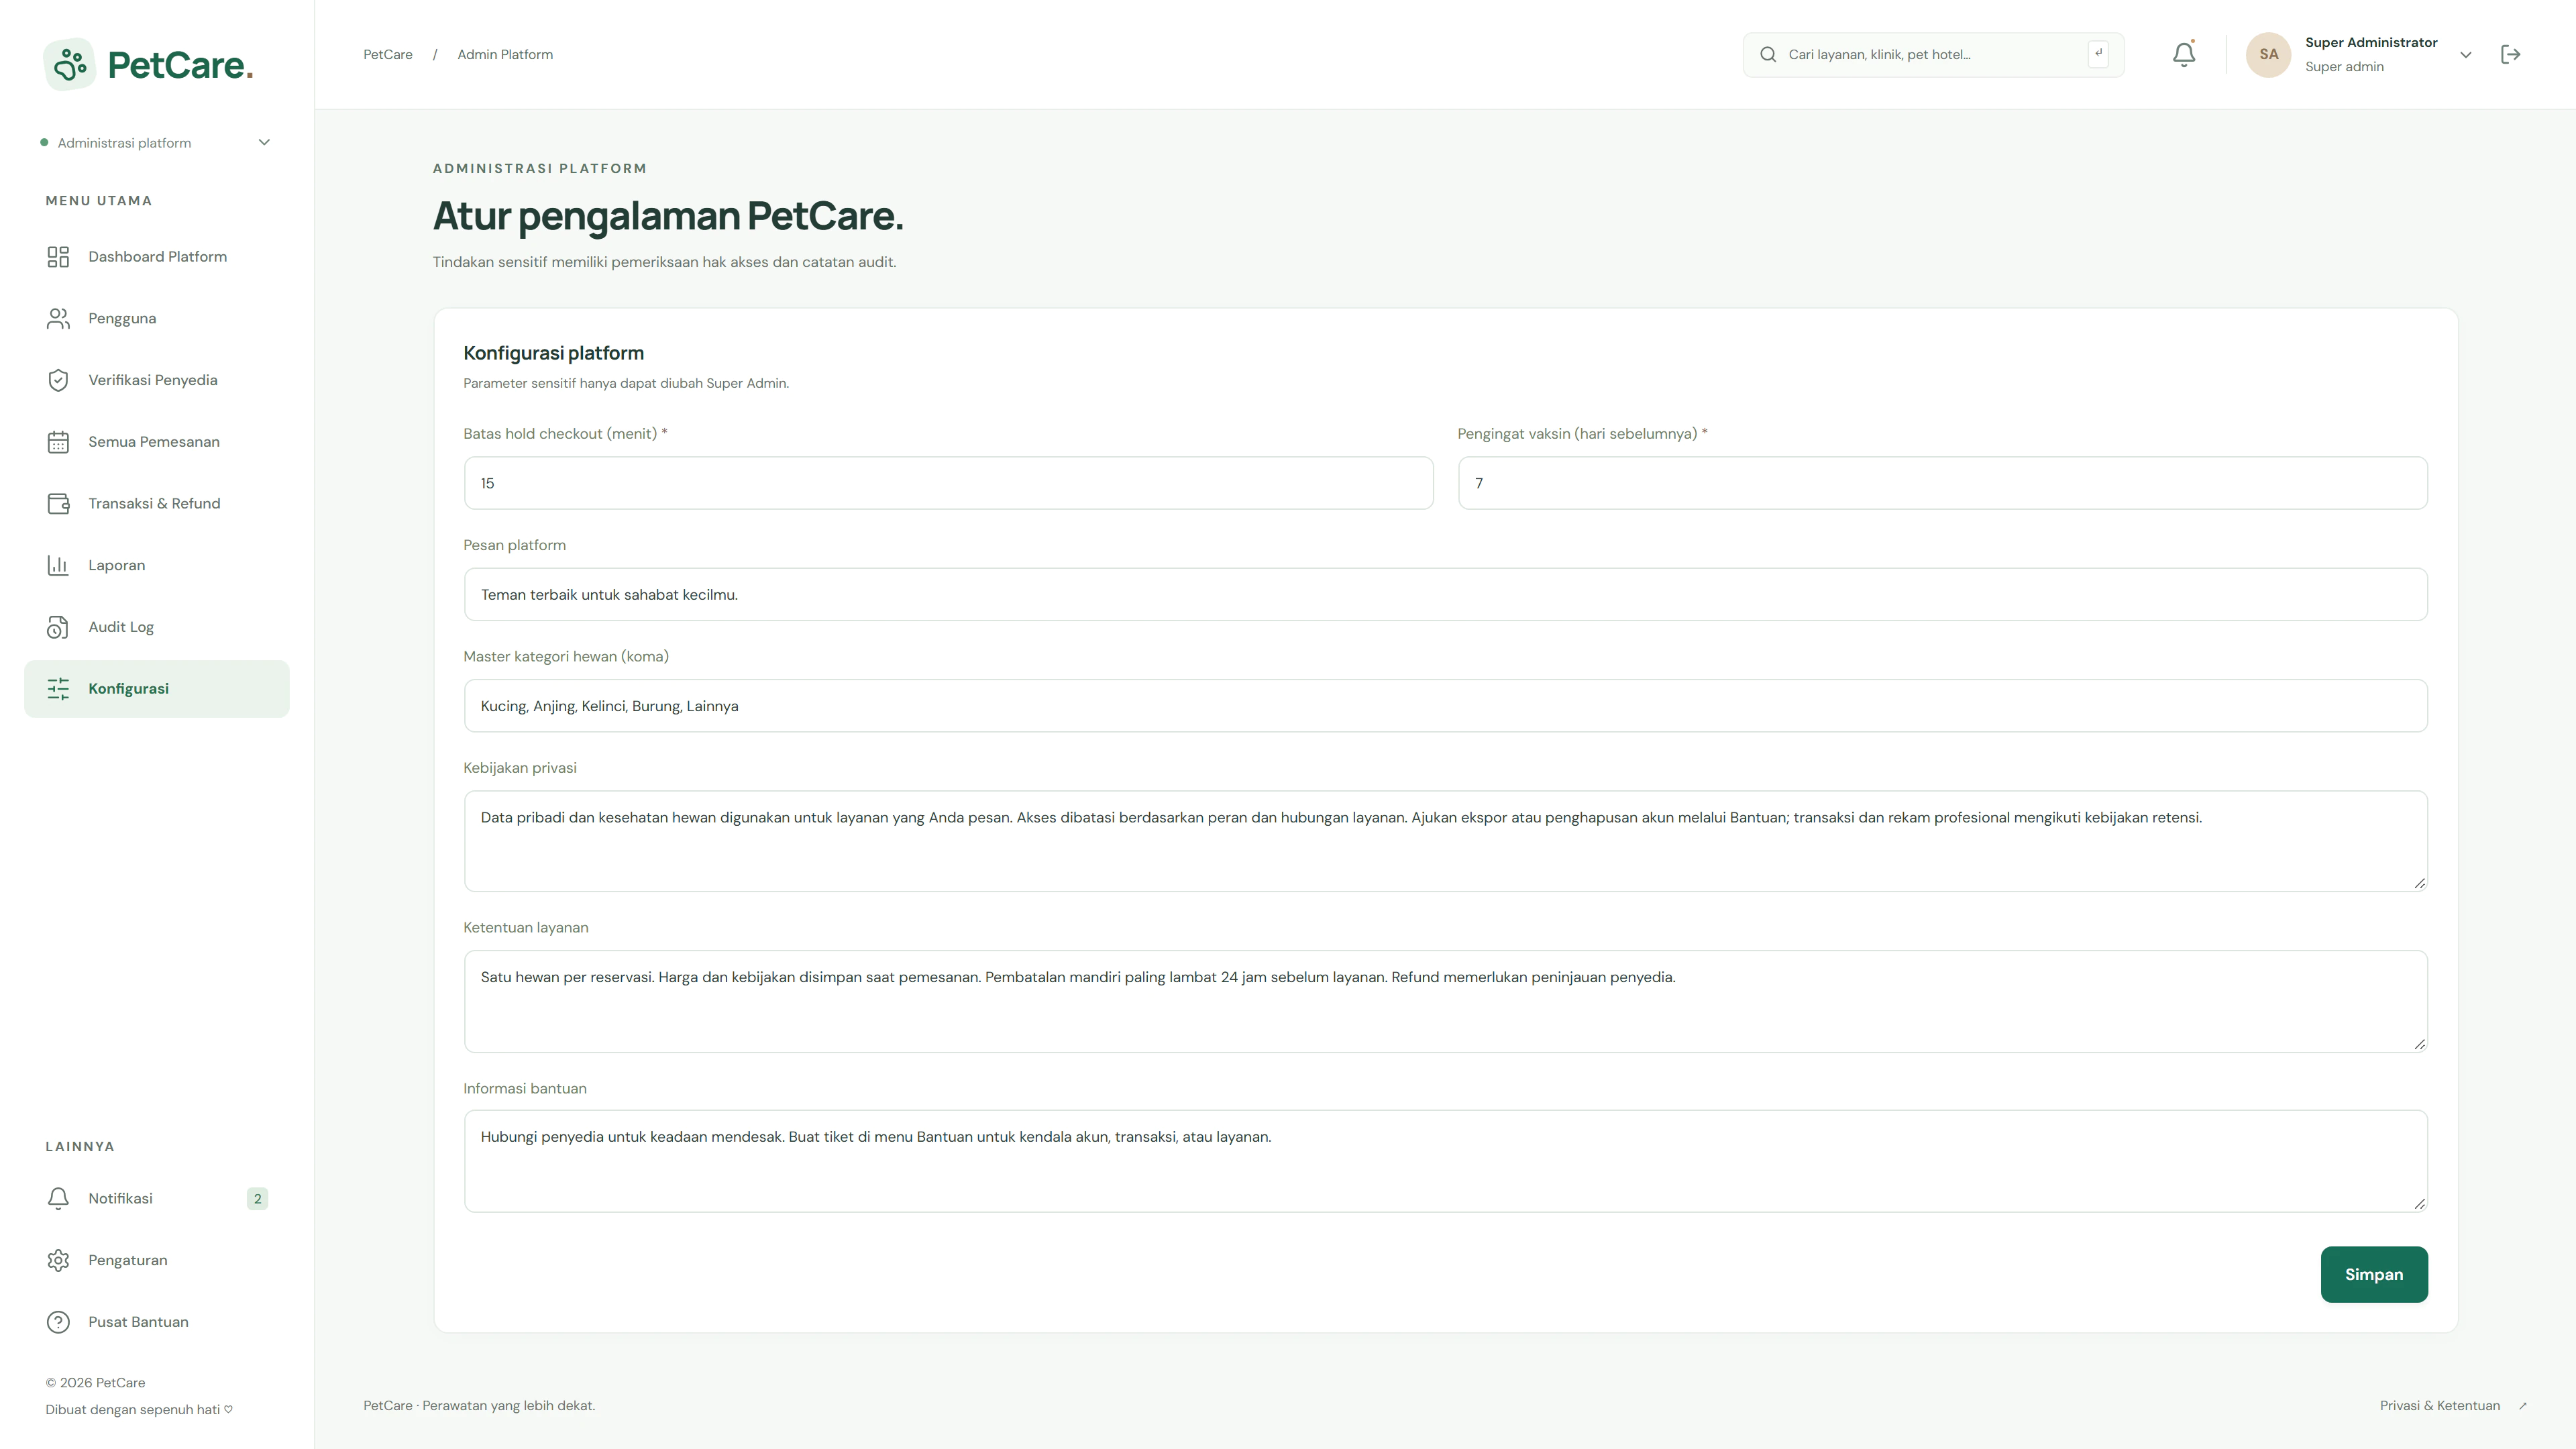 PetCare.
Administrasi platform
MENU UTAMA
Dashboard Platform
Pengguna
Verifikasi Penyedia
Semua Pemesanan
Transaksi & Refund
Laporan
Audit Log
Konfigurasi
LAINNYA
Notifikasi 2
Pengaturan
Pusat Bantuan
© 2026 PetCare
Dibuat dengan sepenuh hati ♡
PetCare / Admin Platform
Cari layanan, klinik, pet hotel... ↵
SA
Super Administrator
Super admin
ADMINISTRASI PLATFORM
Atur pengalaman PetCare.
Tindakan sensitif memiliki pemeriksaan hak akses dan catatan audit.
Konfigurasi platform
Parameter sensitif hanya dapat diubah Super Admin.
Batas hold checkout (menit) *
15
Pengingat vaksin (hari sebelumnya) *
7
Pesan platform
Teman terbaik untuk sahabat kecilmu.
Master kategori hewan (koma)
Kucing, Anjing, Kelinci, Burung, Lainnya
Kebijakan privasi
Data pribadi dan kesehatan hewan digunakan untuk layanan yang Anda pesan. Akses dibatasi berdasarkan peran dan hubungan layanan. Ajukan ekspor atau penghapusan akun melalui Bantuan; transaksi dan rekam profesional mengikuti kebijakan retensi.
Ketentuan layanan
Satu hewan per reservasi. Harga dan kebijakan disimpan saat pemesanan. Pembatalan mandiri paling lambat 24 jam sebelum layanan. Refund memerlukan peninjauan penyedia.
Informasi bantuan
Hubungi penyedia untuk keadaan mendesak. Buat tiket di menu Bantuan untuk kendala akun, transaksi, atau layanan.
Simpan
PetCare · Perawatan yang lebih dekat.
Privasi & Ketentuan ↗